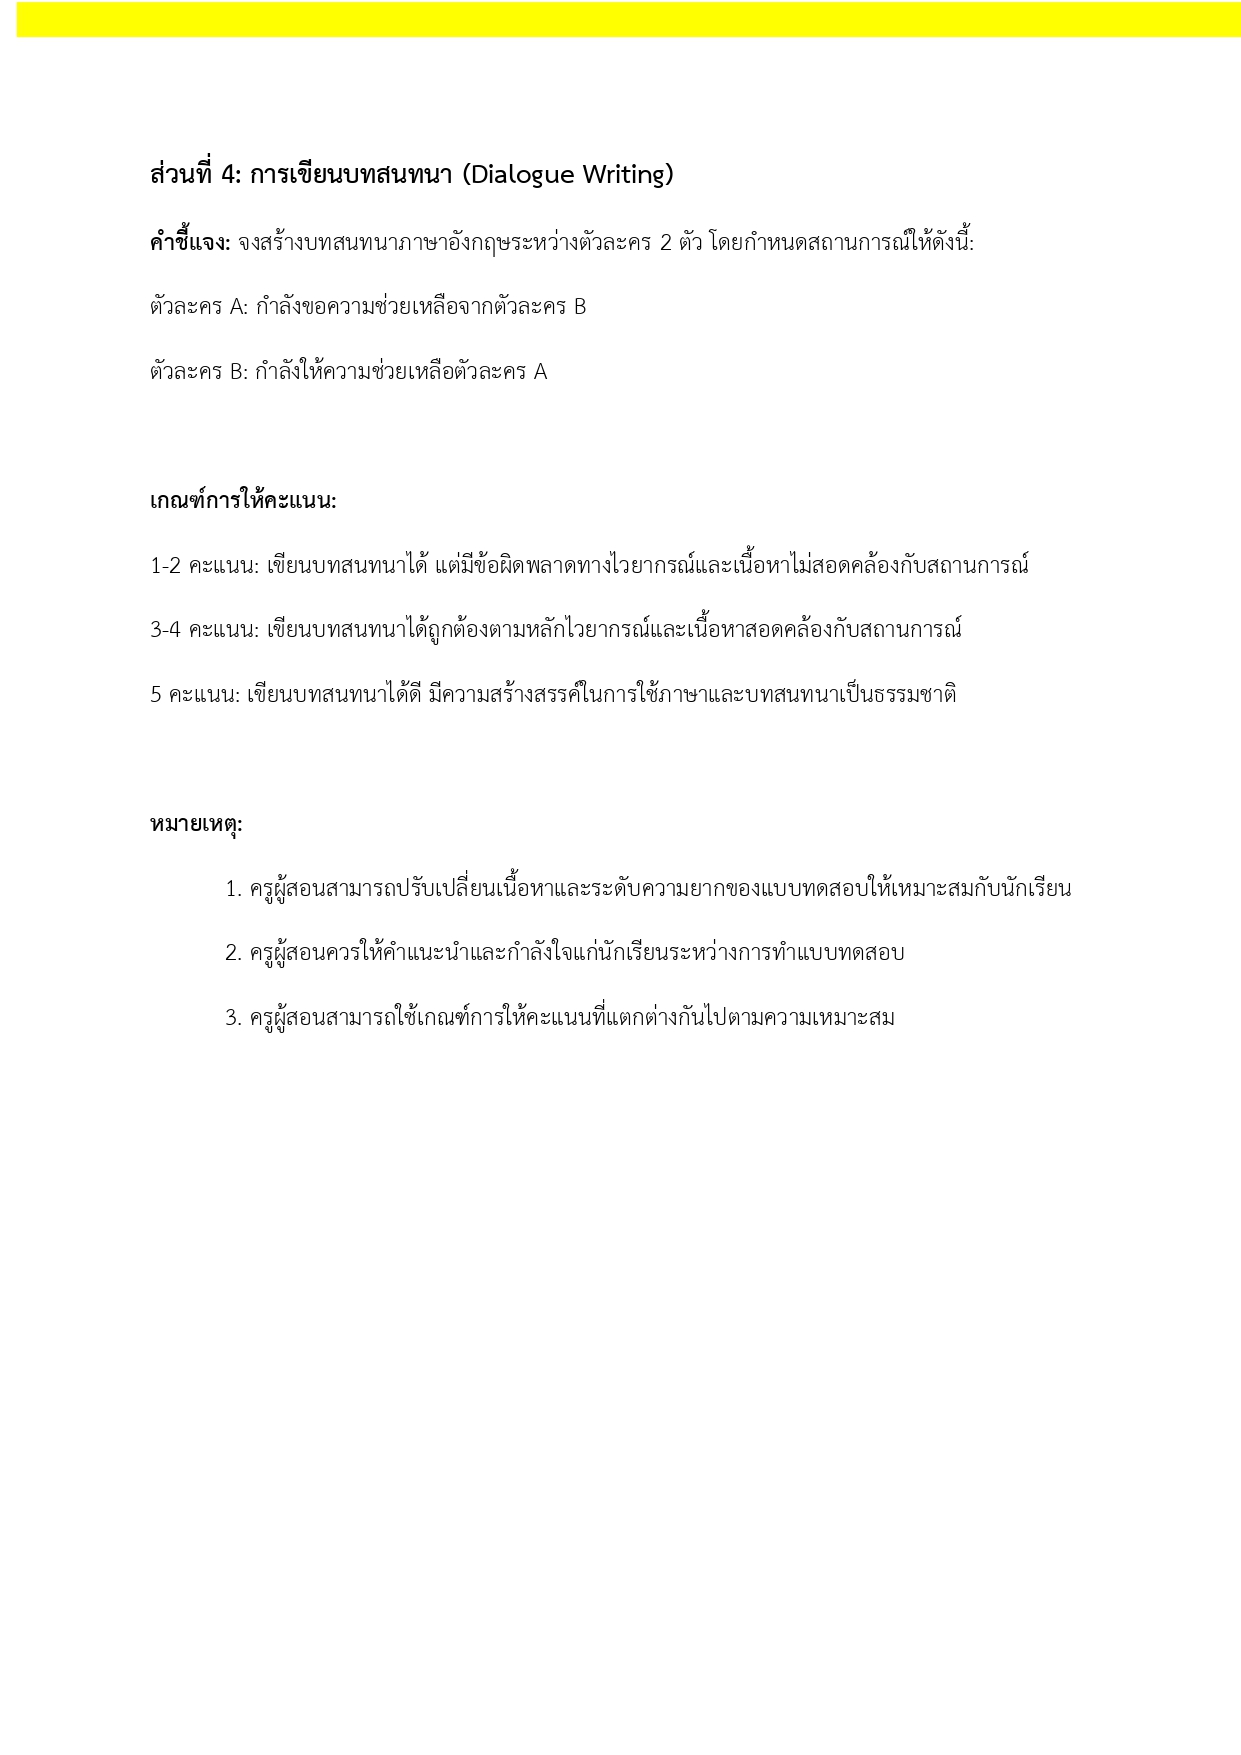 ส่วนที่ 4: การเขียนบทสนทนา (Dialogue Writing)
คำชี้แจง: จงสร้างบทสนทนาภาษาอังกฤษระหว่างตัวละคร 2 ตัว โดยกำหนดสถานการณ์ให้ดังนี้:
ตัวละคร A: กำลังขอความช่วยเหลือจากตัวละคร B
ตัวละคร B: กำลังให้ความช่วยเหลือตัวละคร A
เกณฑ์การให้คะแนน:
1-2 คะแนน: เขียนบทสนทนาได้ แต่มีข้อผิดพลาดทางไวยากรณ์และเนื้อหาไม่สอดคล้องกับสถานการณ์
3-4 คะแนน: เขียนบทสนทนาได้ถูกต้องตามหลักไวยากรณ์และเนื้อหาสอดคล้องกับสถานการณ์
5 คะแนน: เขียนบทสนทนาได้ดี มีความสร้างสรรค์ในการใช้ภาษาและบทสนทนาเป็นธรรมชาติ
หมายเหตุ:
1. ครูผู้สอนสามารถปรับเปลี่ยนเนื้อหาและระดับความยากของแบบทดสอบให้เหมาะสมกับนักเรียน
2. ครูผู้สอนควรให้คำแนะนำและกำลังใจแก่นักเรียนระหว่างการทำแบบทดสอบ
3. ครูผู้สอนสามารถใช้เกณฑ์การให้คะแนนที่แตกต่างกันไปตามความเหมาะสม